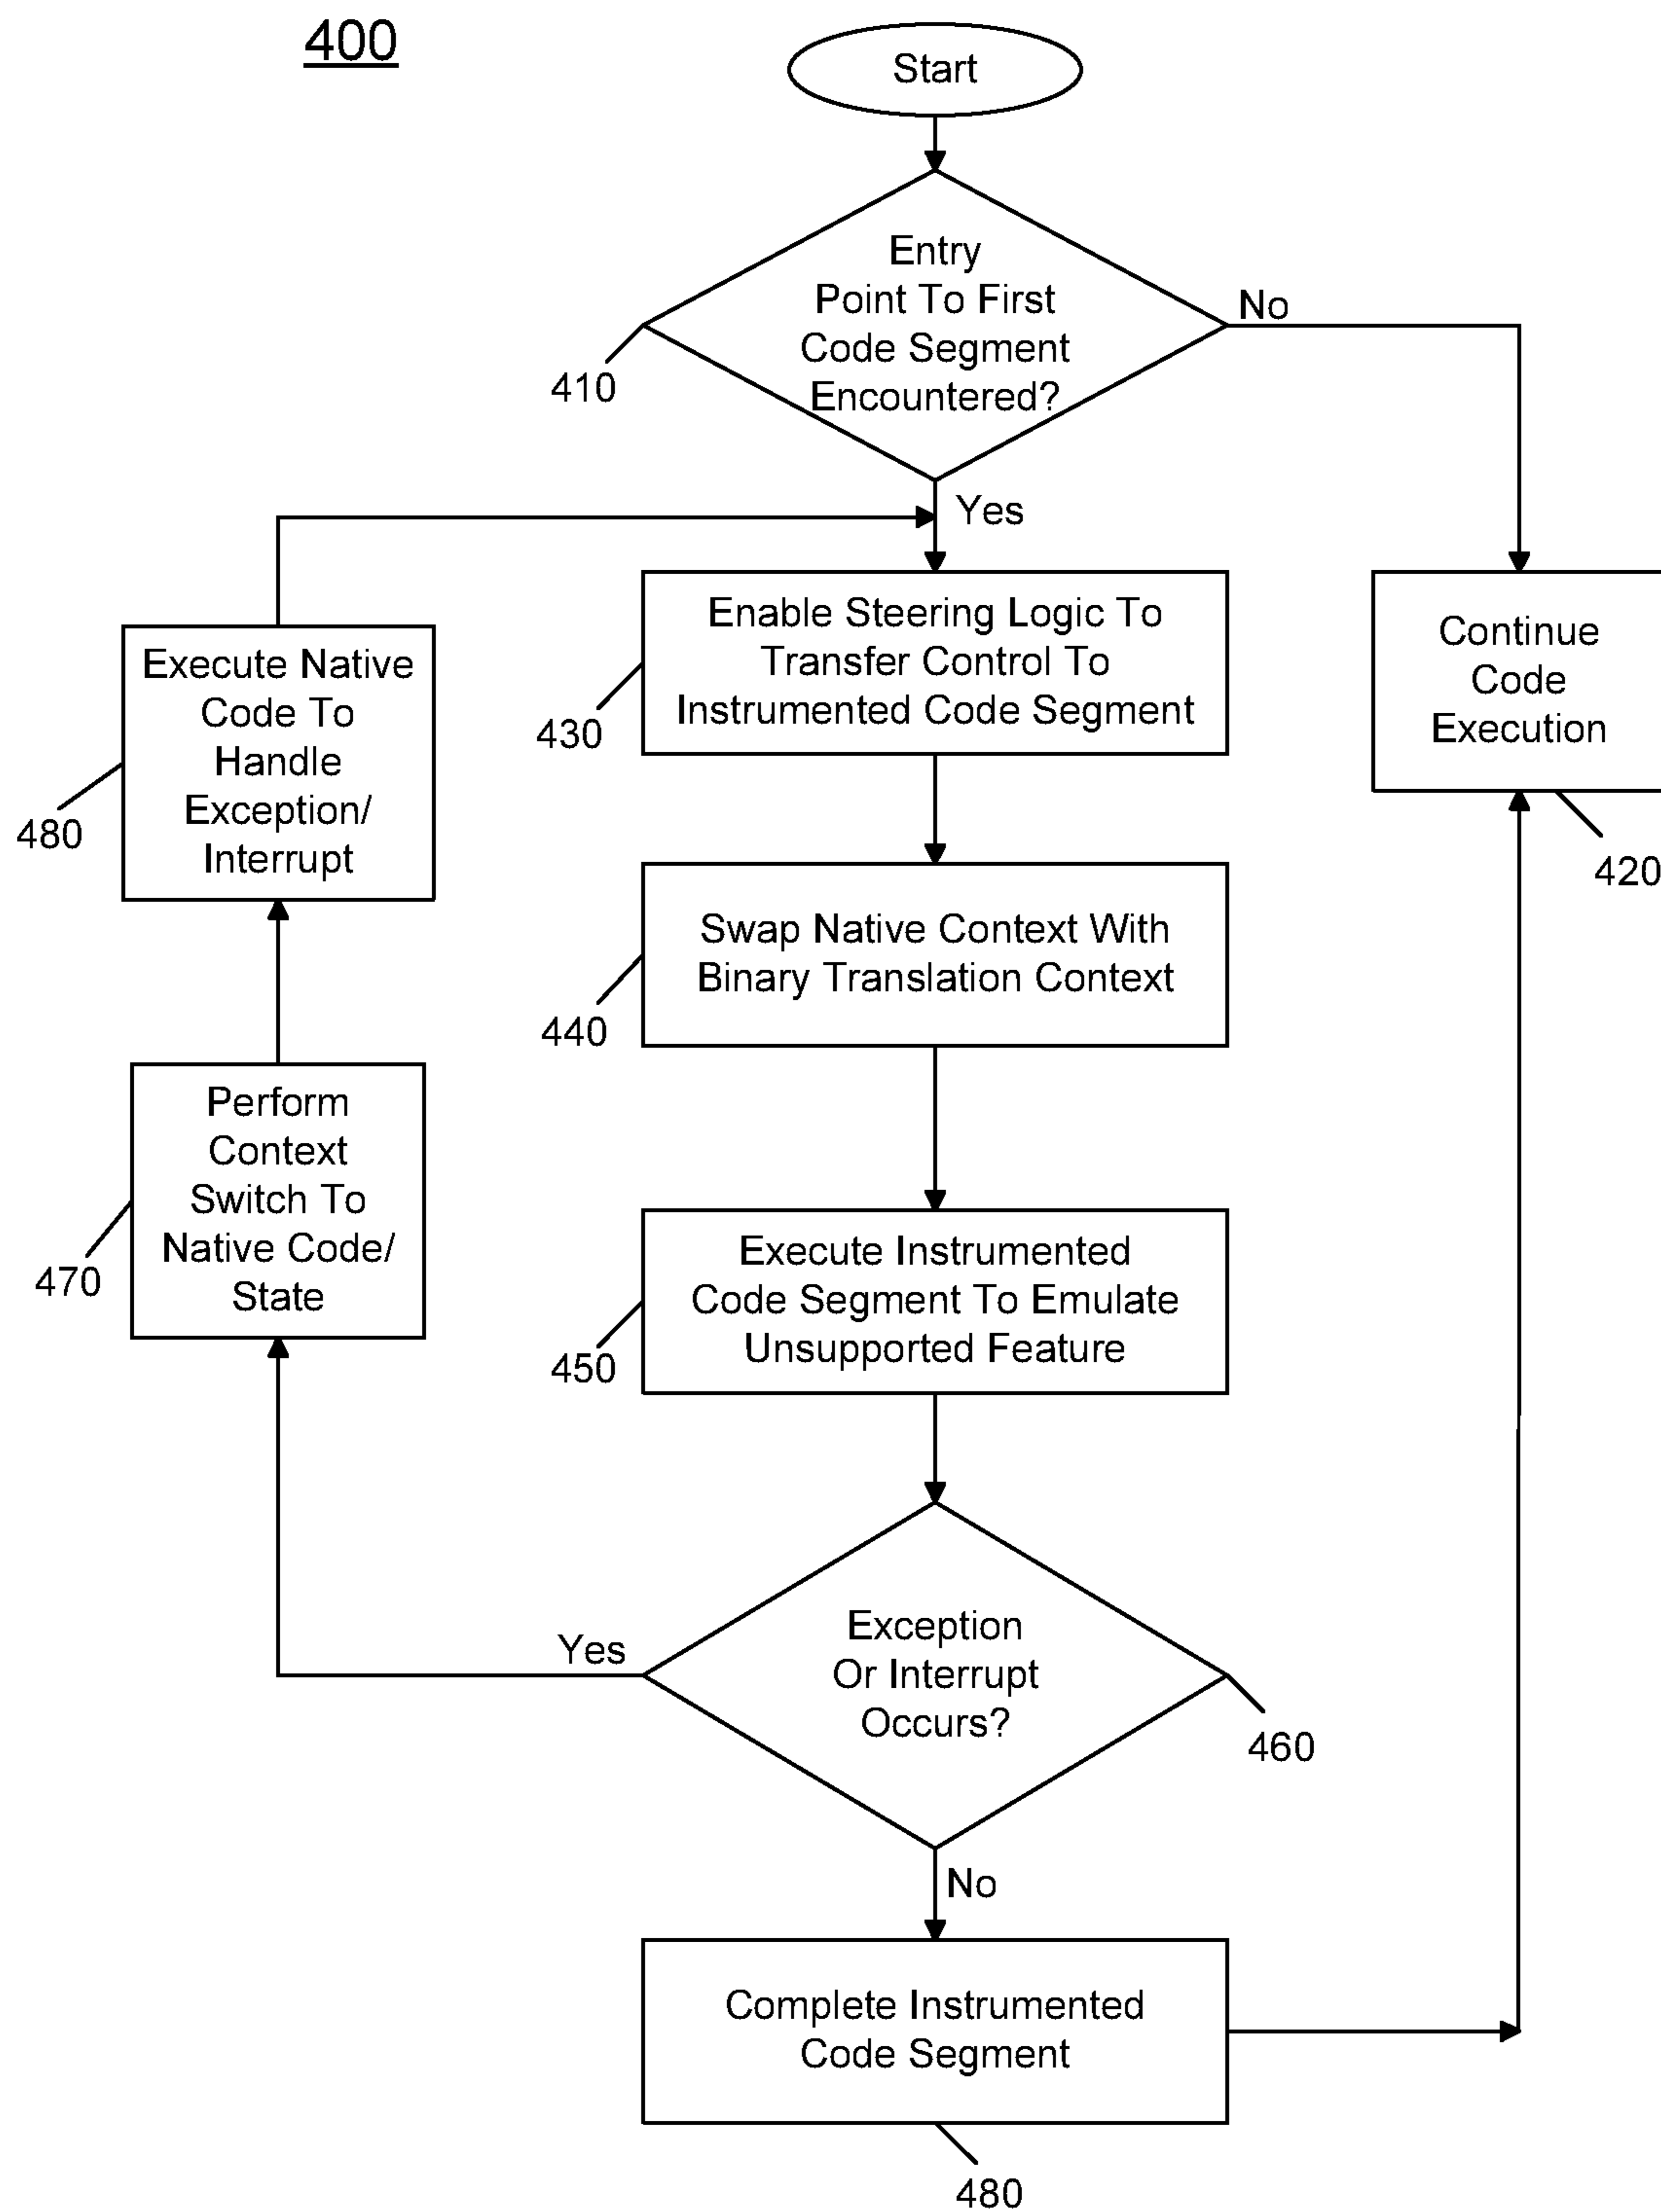 400
Start
Entry
Point To First
Code Segment
Encountered?
410
No
Yes
Enable Steering Logic To
Transfer Control To
Instrumented Code Segment
430
Continue
Code
Execution
420
Execute Native
Code To
Handle
Exception/
Interrupt
480
Swap Native Context With
Binary Translation Context
440
Perform
Context
Switch To
Native Code/
State
470
Execute Instrumented
Code Segment To Emulate
Unsupported Feature
450
Exception
Or Interrupt
Occurs?
Yes
460
No
Complete Instrumented
Code Segment
480